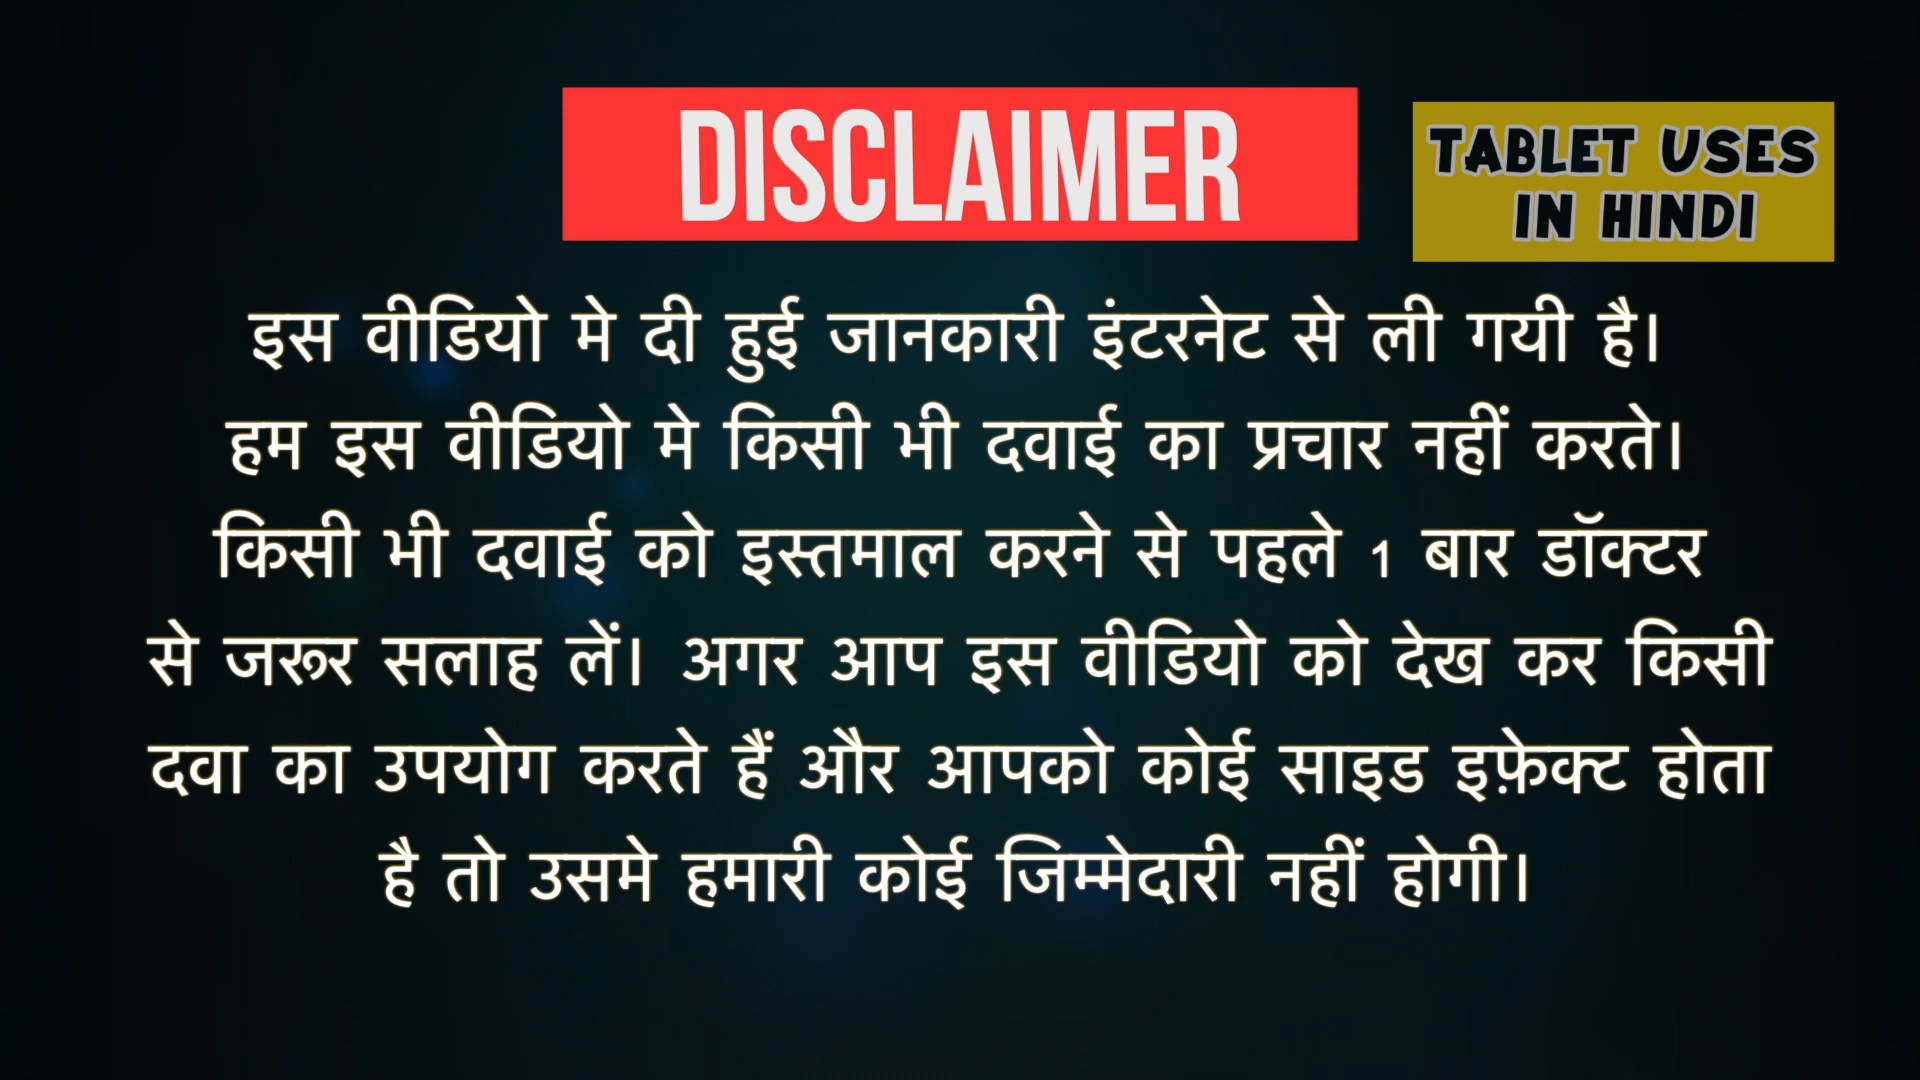 DISCLAIMER
TABLET USES
IN HINDI
इस वीडियो मे दी हुई जानकारी इंटरनेट से ली गयी है।
हम इस वीडियो मे किसी भी दवाई का प्रचार नहीं करते।
किसी भी दवाई को इस्तमाल करने से पहले 1 बार डॉक्टर
से जरूर सलाह लें। अगर आप इस वीडियो को देख कर किसी
दवा का उपयोग करते हैं और आपको कोई साइड इफ़ेक्ट होता
है तो उसमे हमारी कोई जिम्मेदारी नहीं होगी।